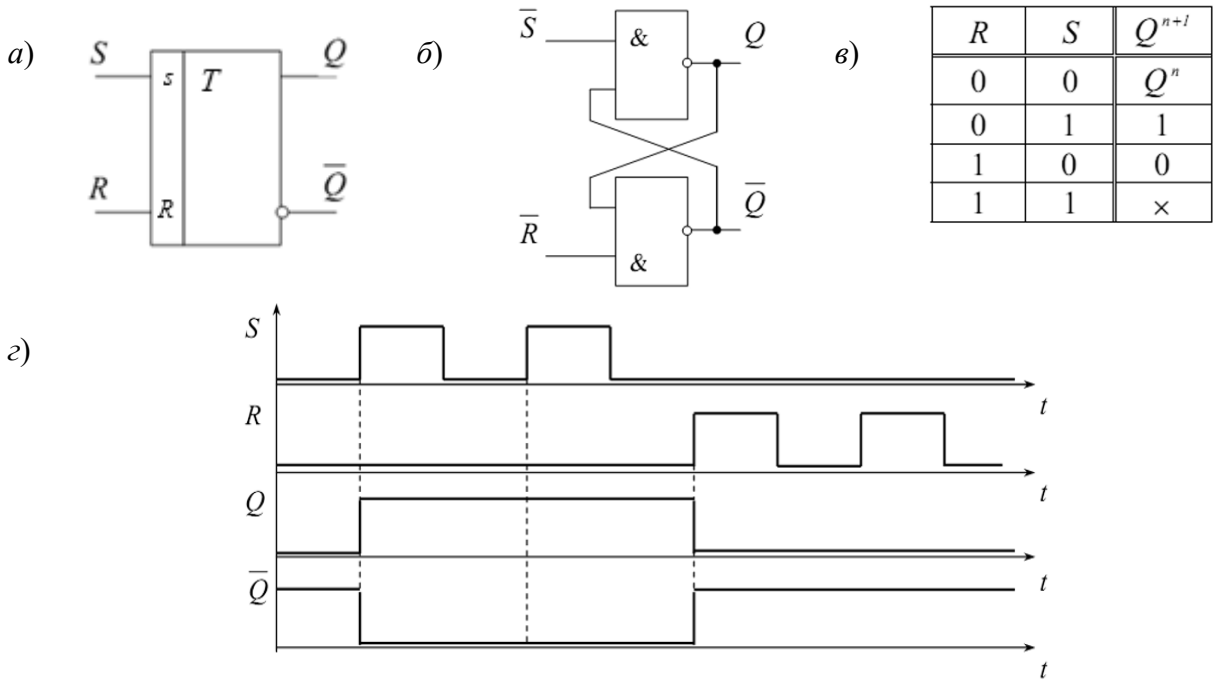 а)
S
s
T
Q
R
R
Q̅
б)
S̅
&
Q
R̅
&
Q̅
в)
R S Qⁿ⁺¹
0 0 Qⁿ
0 1 1
1 0 0
1 1 ×
г)
S
t
R
t
Q
t
Q̅
t